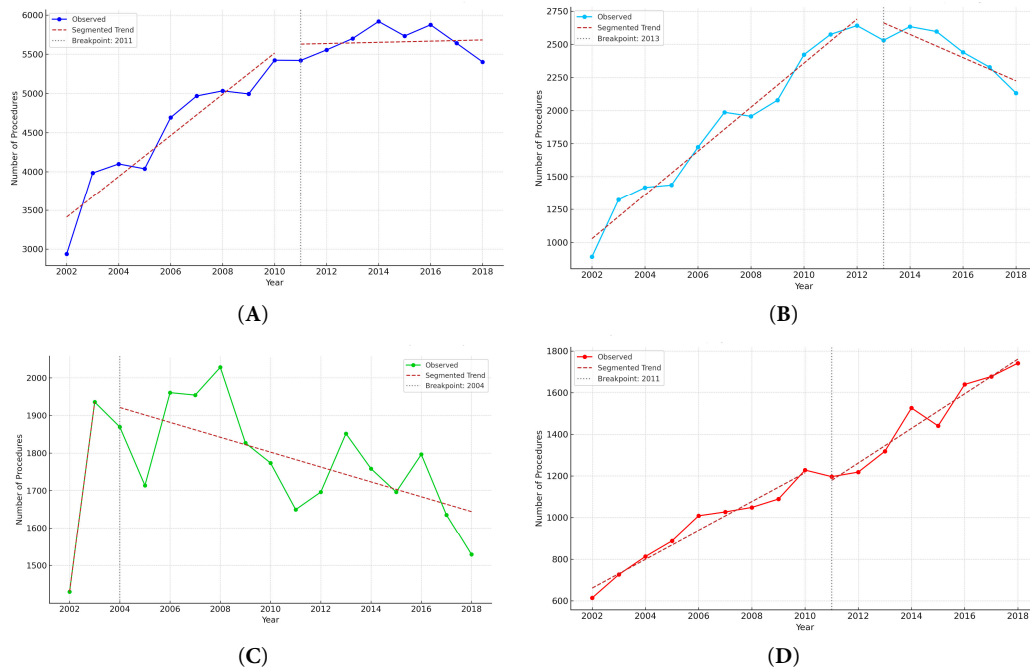 Observed
Segmented Trend
Breakpoint: 2011
6000
5500
5000
4500
4000
3500
3000
Number of Procedures
2002 2004 2006 2008 2010 2012 2014 2016 2018
Year
(A)
Observed
Segmented Trend
Breakpoint: 2013
2750
2500
2250
2000
1750
1500
1250
1000
Number of Procedures
2002 2004 2006 2008 2010 2012 2014 2016 2018
Year
(B)
Observed
Segmented Trend
Breakpoint: 2004
2000
1900
1800
1700
1600
1500
Number of Procedures
2002 2004 2006 2008 2010 2012 2014 2016 2018
Year
(C)
Observed
Segmented Trend
Breakpoint: 2011
1800
1600
1400
1200
1000
800
600
Number of Procedures
2002 2004 2006 2008 2010 2012 2014 2016 2018
Year
(D)